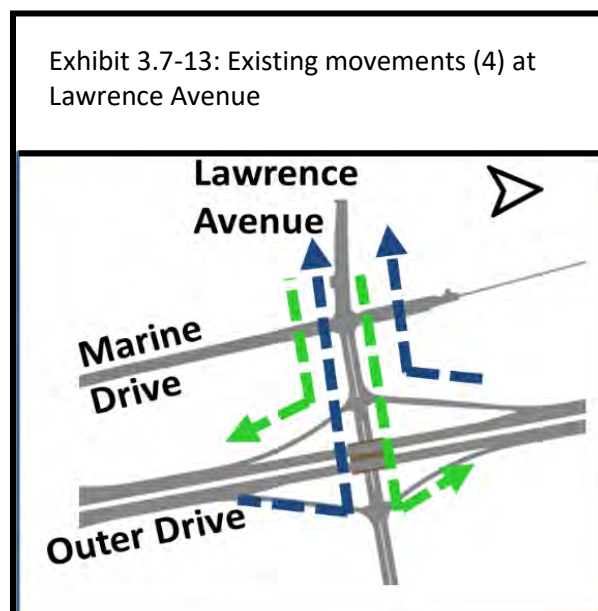 Exhibit 3.7-13: Existing movements (4) at
Lawrence Avenue
Lawrence
Avenue
Marine
Drive
Outer Drive